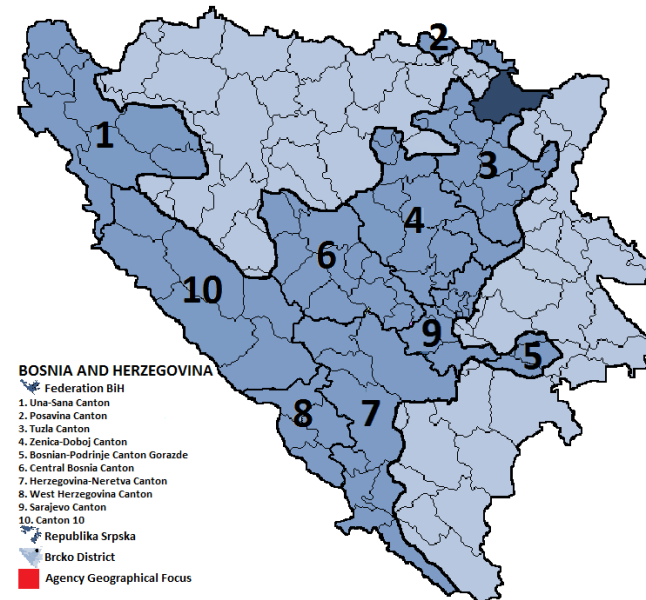 2
1
3
4
6
10
9
5
8
7
BOSNIA AND HERZEGOVINA
Federation BiH
1. Una-Sana Canton
2. Posavina Canton
3. Tuzla Canton
4. Zenica-Doboj Canton
5. Bosnian-Podrinje Canton Gorazde
6. Central Bosnia Canton
7. Herzegovina-Neretva Canton
8. West Herzegovina Canton
9. Sarajevo Canton
10. Canton 10
Republika Srpska
Brcko District
Agency Geographical Focus